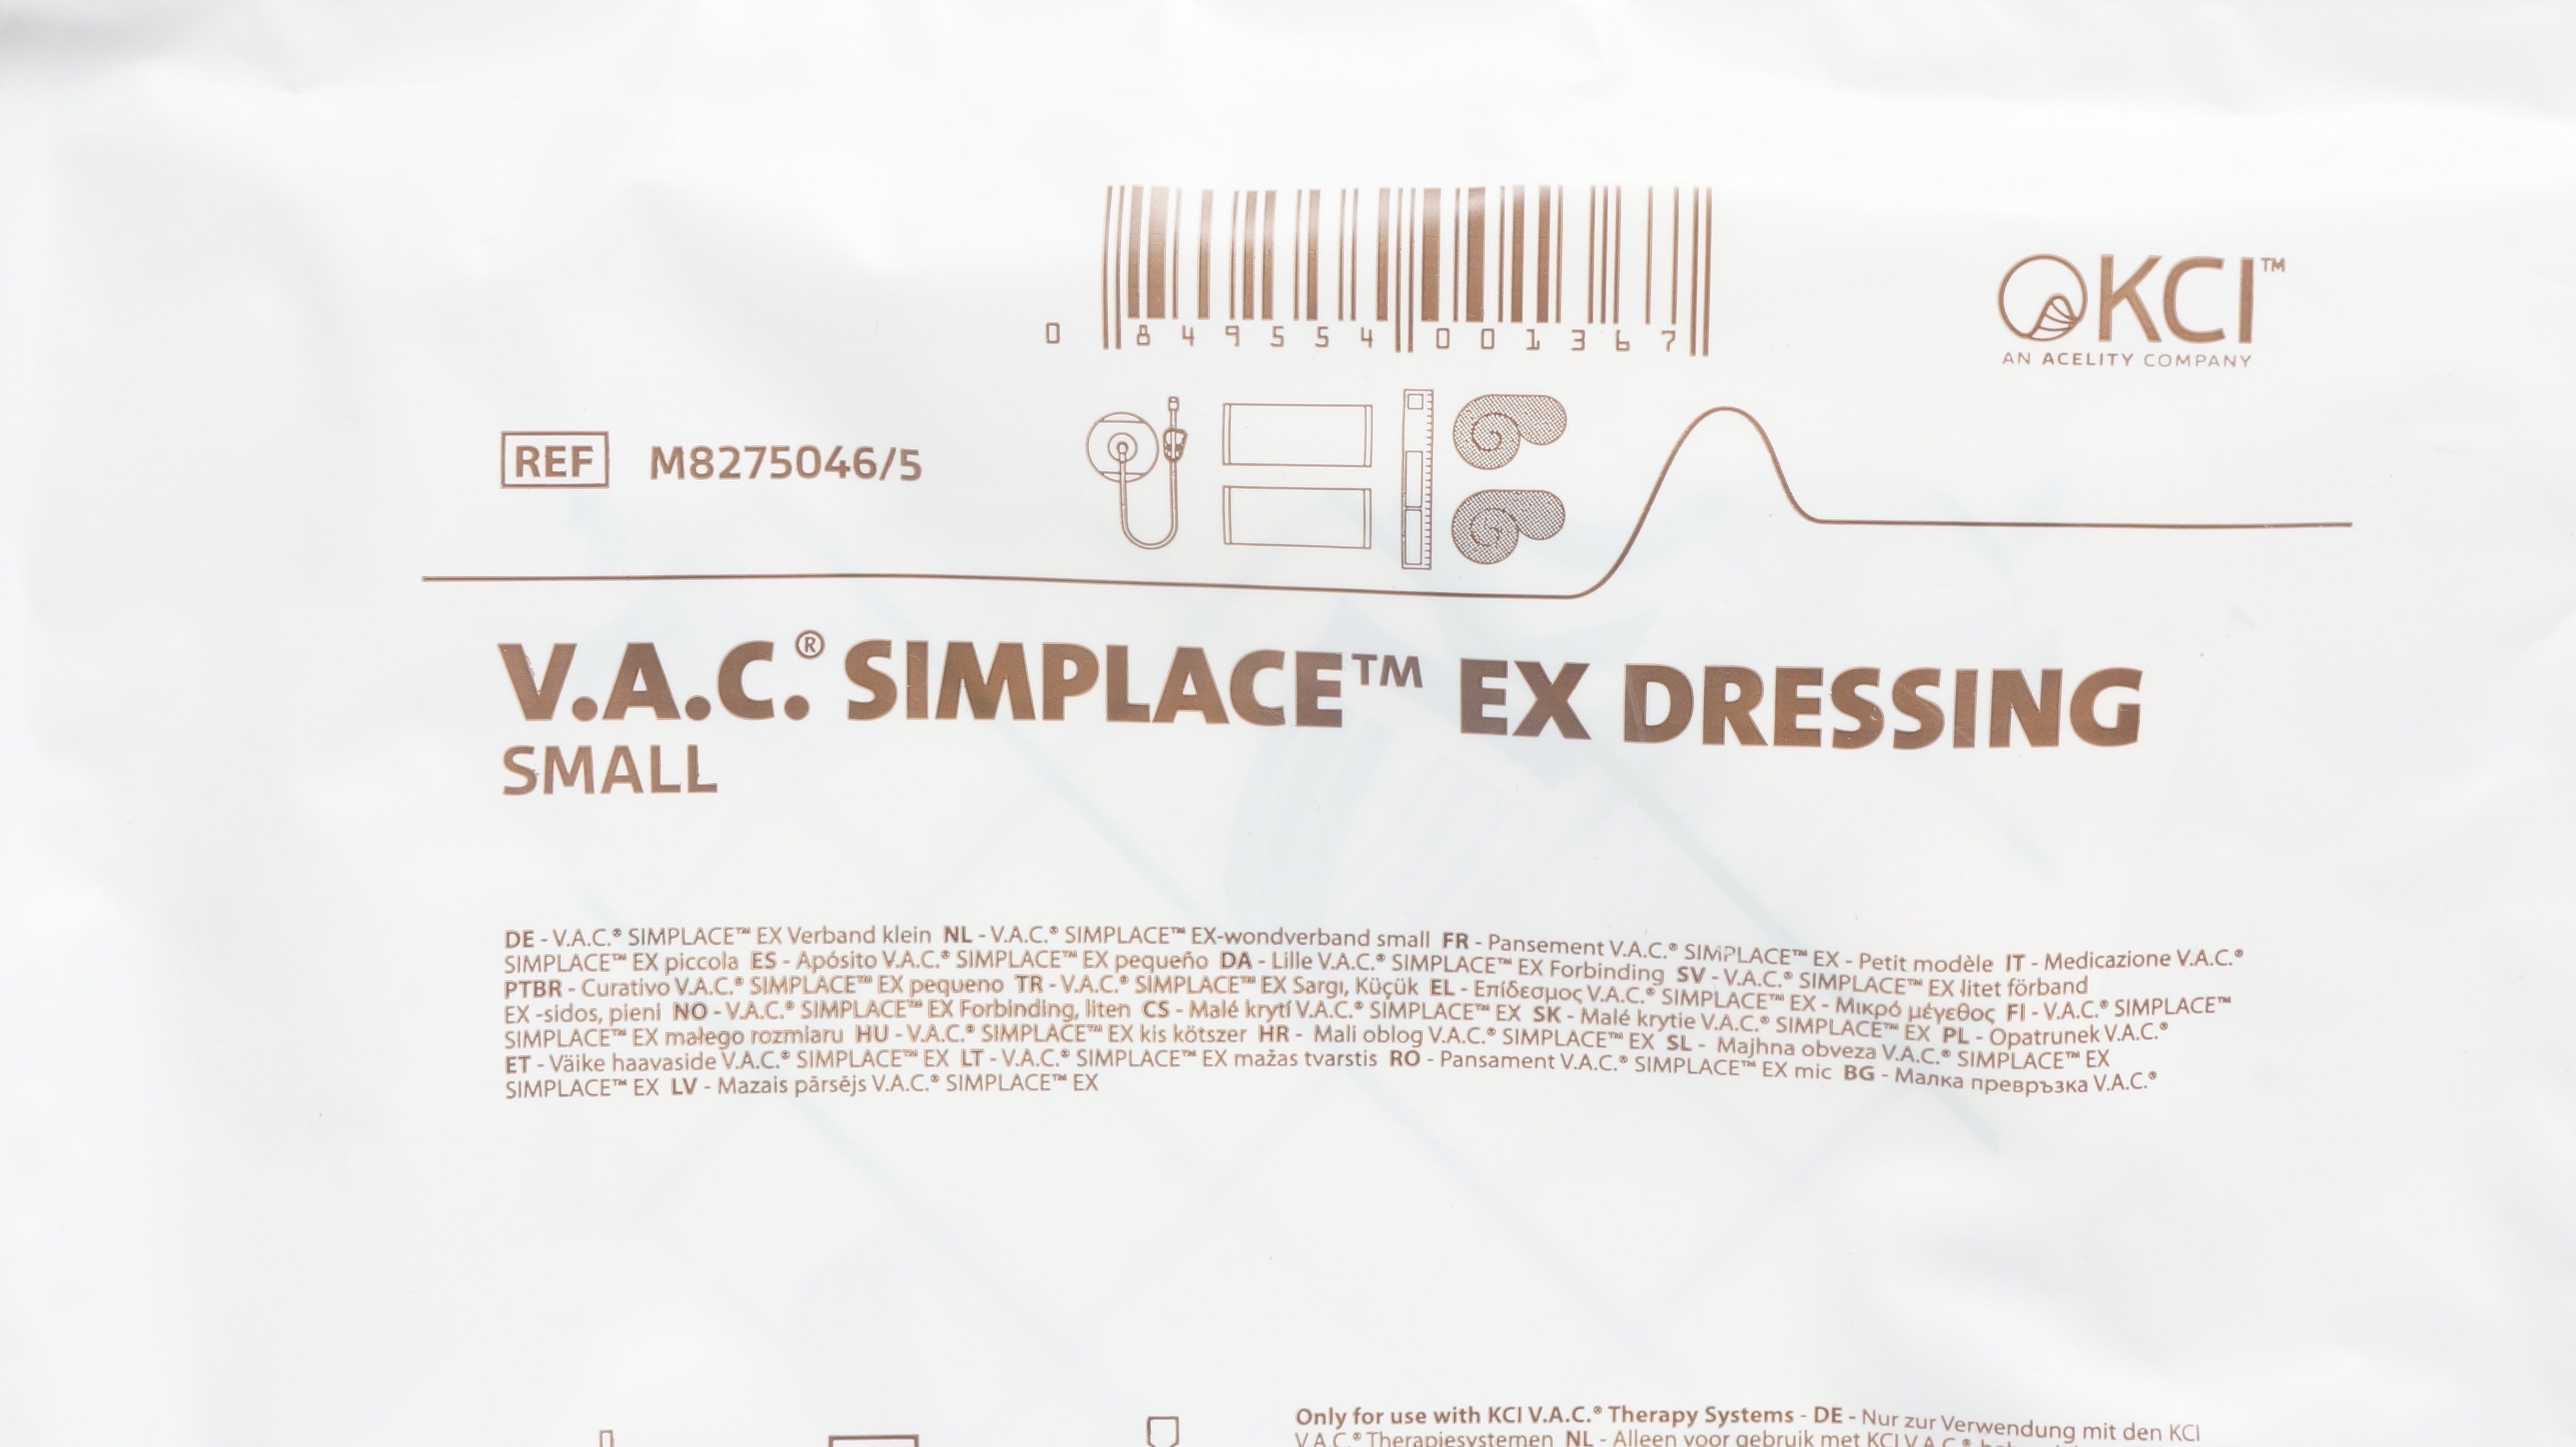 0 849554 001367
KCI™
AN ACELITY COMPANY
REF M8275046/5
V.A.C.® SIMPLACE™ EX DRESSING
SMALL
DE - V.A.C.® SIMPLACE™ EX Verband klein NL - V.A.C.® SIMPLACE™ EX-wondverband small FR - Pansement V.A.C.® SIMPLACE™ EX - Petit modèle IT - Medicazione V.A.C.®
SIMPLACE™ EX piccola ES - Apósito V.A.C.® SIMPLACE™ EX pequeño DA - Lille V.A.C.® SIMPLACE™ EX Forbinding SV - V.A.C.® SIMPLACE™ EX litet förband
PTBR - Curativo V.A.C.® SIMPLACE™ EX pequeno TR - V.A.C.® SIMPLACE™ EX Sargı, Küçük EL - Επίδεσμος V.A.C.® SIMPLACE™ EX - Μικρό μέγεθος FI - V.A.C.® SIMPLACE™
EX -sidos, pieni NO - V.A.C.® SIMPLACE™ EX Forbinding, liten CS - Malé krytí V.A.C.® SIMPLACE™ EX SK - Malé krytie V.A.C.® SIMPLACE™ EX PL - Opatrunek V.A.C.®
SIMPLACE™ EX małego rozmiaru HU - V.A.C.® SIMPLACE™ EX kis kötszer HR - Mali oblog V.A.C.® SIMPLACE™ EX SL - Majhna obveza V.A.C.® SIMPLACE™ EX
ET - Väike haavaside V.A.C.® SIMPLACE™ EX LT - V.A.C.® SIMPLACE™ EX mažas tvarstis RO - Pansament V.A.C.® SIMPLACE™ EX mic BG - Малка превръзка V.A.C.®
SIMPLACE™ EX LV - Mazais pārsējs V.A.C.® SIMPLACE™ EX
Only for use with KCI V.A.C.® Therapy Systems - DE - Nur zur Verwendung mit den KCI
V.A.C.® Therapiesystemen NL - Alleen voor gebruik met KCI V.A.C.®